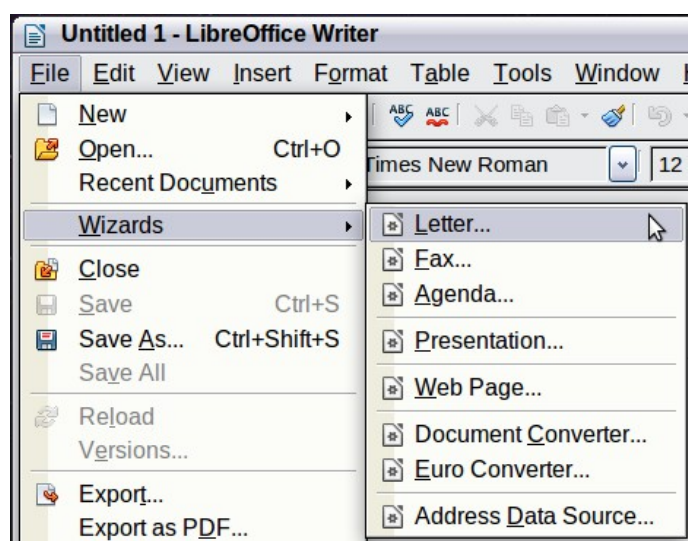 Untitled 1 - LibreOffice Writer
File Edit View Insert Format Table Tools Window
New
ABC ABC
Open... Ctrl+O
Times New Roman 12
Recent Documents
Wizards
Letter...
Fax...
Agenda...
Presentation...
Web Page...
Document Converter...
Euro Converter...
Address Data Source...
Close
Save Ctrl+S
Save As... Ctrl+Shift+S
Save All
Reload
Versions...
Export...
Export as PDF...